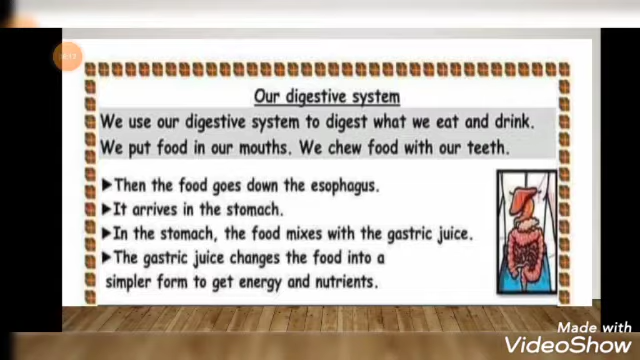 Our digestive system
We use our digestive system to digest what we eat and drink.
We put food in our mouths. We chew food with our teeth.
▶Then the food goes down the esophagus.
▶It arrives in the stomach.
▶In the stomach, the food mixes with the gastric juice.
▶The gastric juice changes the food into a
simpler form to get energy and nutrients.
Made with
VideoShow